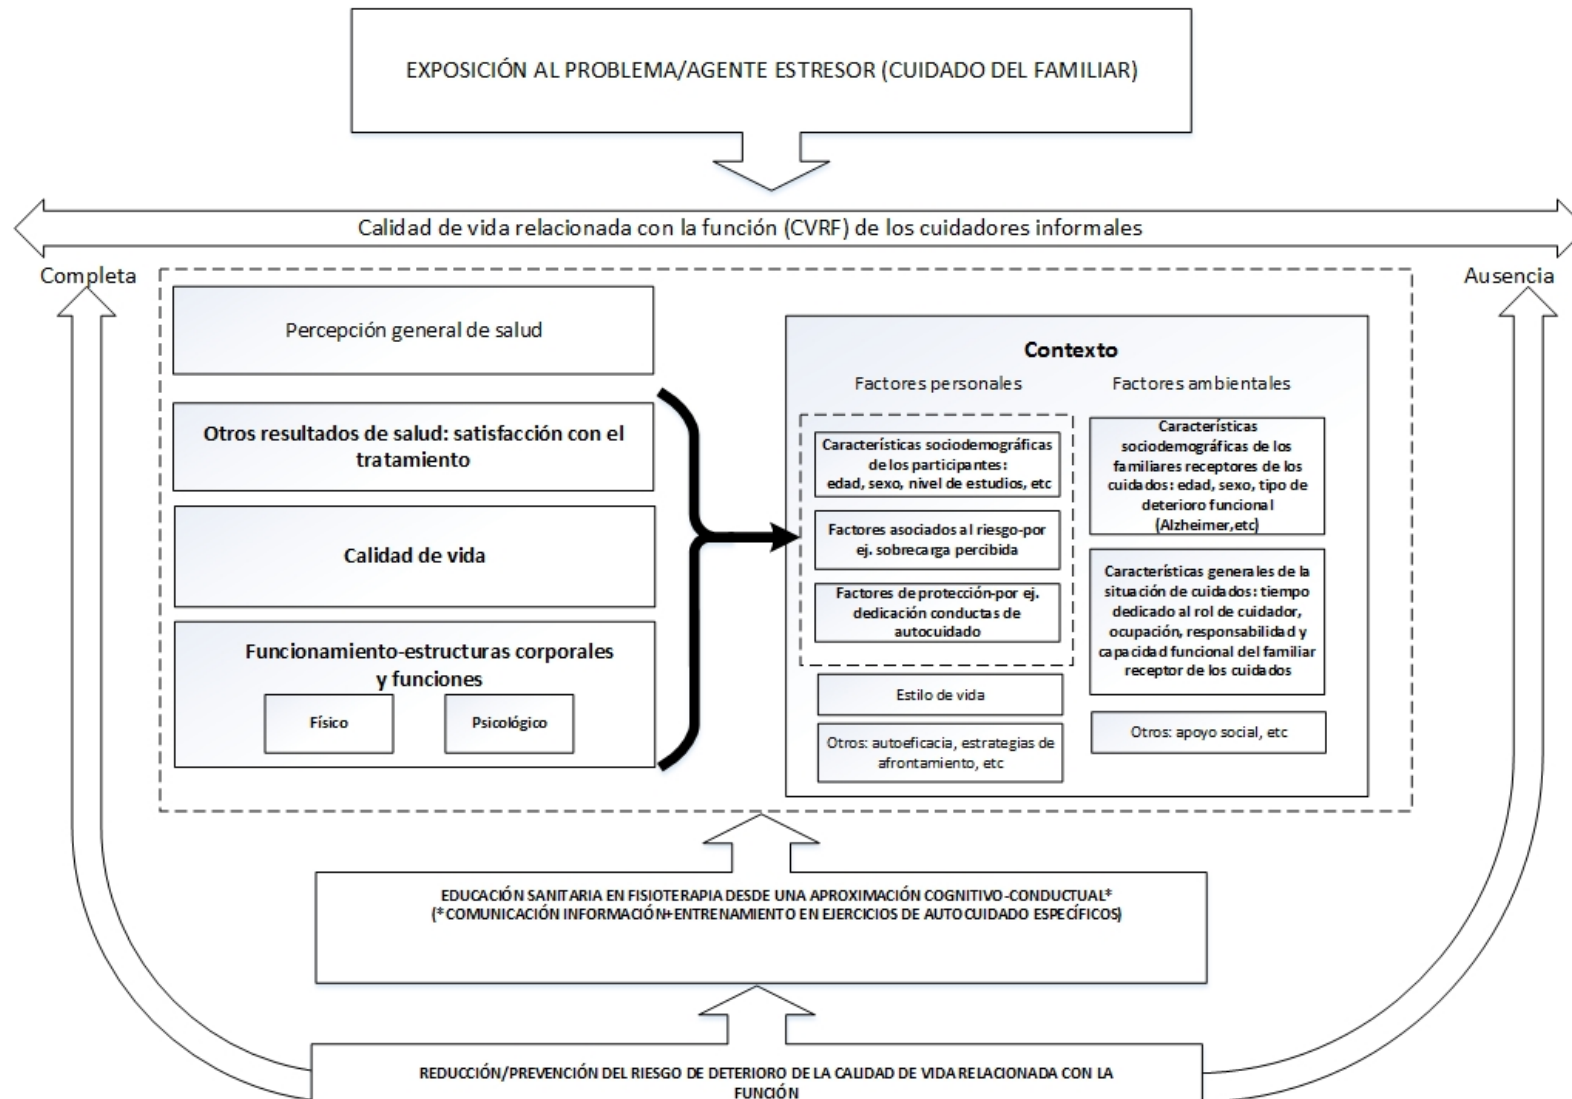 EXPOSICIÓN AL PROBLEMA/AGENTE ESTRESOR (CUIDADO DEL FAMILIAR)
Calidad de vida relacionada con la función (CVRF) de los cuidadores informales
Completa
Ausencia
Percepción general de salud
Otros resultados de salud: satisfacción con el
tratamiento
Calidad de vida
Funcionamiento-estructuras corporales
y funciones
Físico
Psicológico
Contexto
Factores personales
Características sociodemográficas
de los participantes:
edad, sexo, nivel de estudios, etc
Factores asociados al riesgo-por
ej. sobrecarga percibida
Factores de protección-por ej.
dedicación conductas de
autocuidado
Estilo de vida
Otros: autoeficacia, estrategias de
afrontamiento, etc
Factores ambientales
Características
sociodemográficas de los
familiares receptores de los
cuidados: edad, sexo, tipo de
deterioro funcional
(Alzheimer,etc)
Características generales de la
situación de cuidados: tiempo
dedicado al rol de cuidador,
ocupación, responsabilidad y
capacidad funcional del familiar
receptor de los cuidados
Otros: apoyo social, etc
EDUCACIÓN SANITARIA EN FISIOTERAPIA DESDE UNA APROXIMACIÓN COGNITIVO-CONDUCTUAL*
(*COMUNICACIÓN INFORMACIÓN+ENTRENAMIENTO EN EJERCICIOS DE AUTOCUIDADO ESPECÍFICOS)
REDUCCIÓN/PREVENCIÓN DEL RIESGO DE DETERIORO DE LA CALIDAD DE VIDA RELACIONADA CON LA
FUNCIÓN